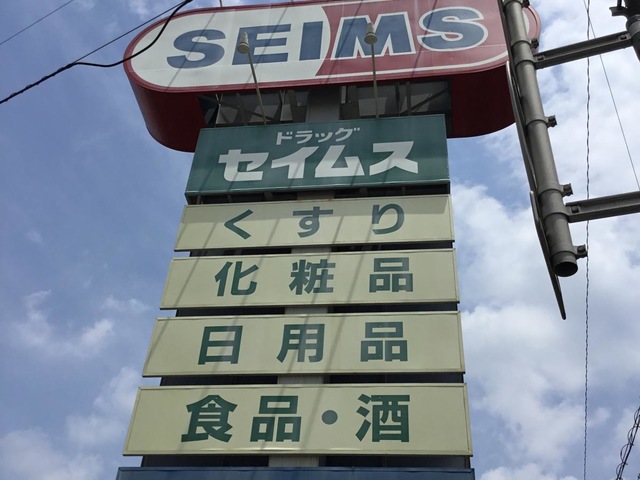 SEIMS
ドラッグ
セイムス
くすり
化粧品
日用品
食品・酒